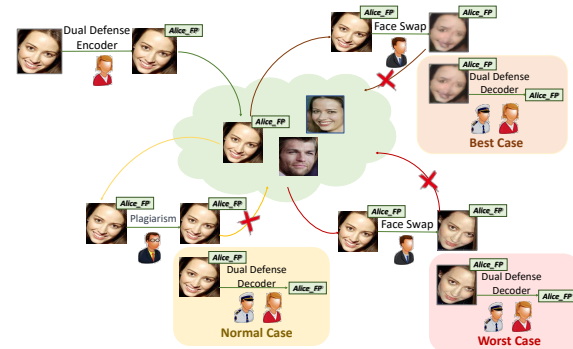 Dual Defense
Encoder
Alice_FP
Alice_FP
Face Swap
Alice_FP
Dual Defense
Decoder
Alice_FP
Alice_FP
Best Case
Alice_FP
Alice_FP
Plagiarism
Alice_FP
Alice_FP
Face Swap
Alice_FP
Alice_FP
Dual Defense
Decoder
Alice_FP
Normal Case
Alice_FP
Dual Defense
Decoder
Alice_FP
Worst Case